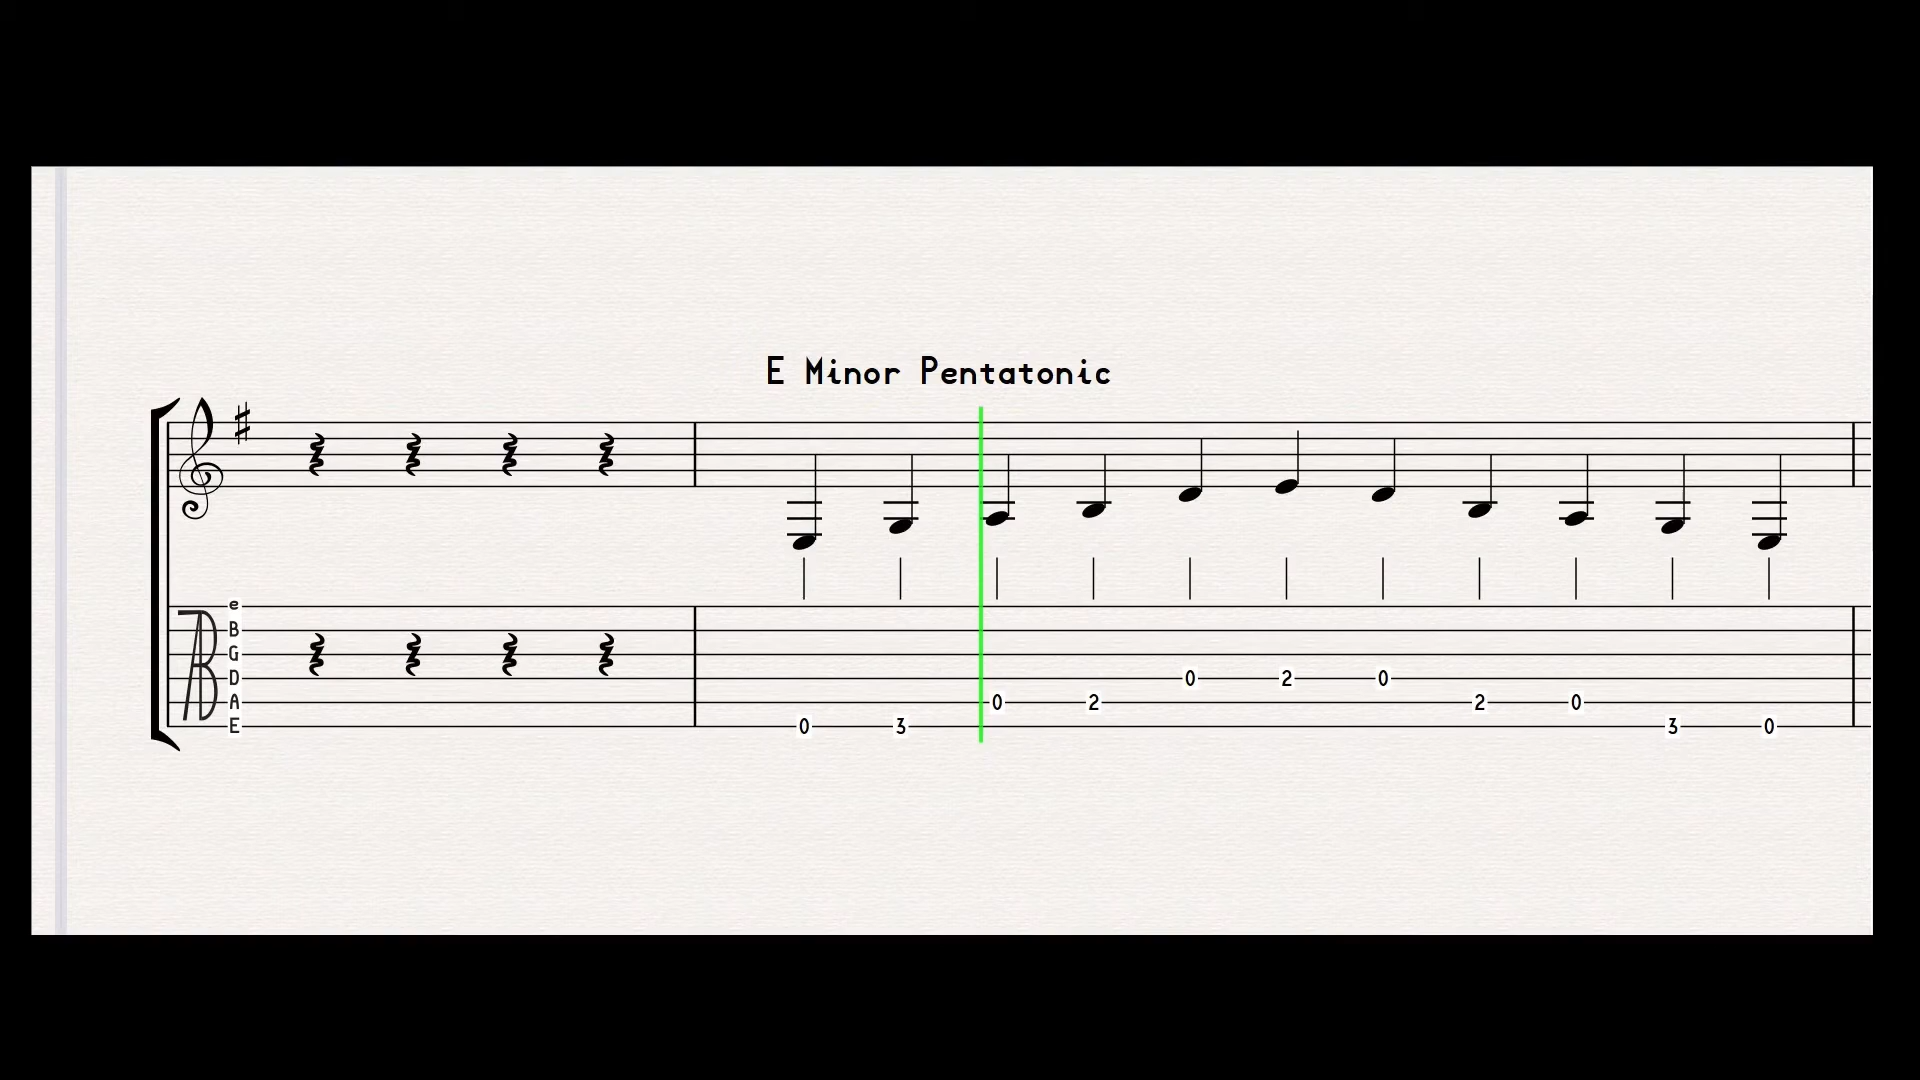 E Minor Pentatonic
e
B
G
D 0 2 0
A 0 2 2 0
E 0 3 3 0